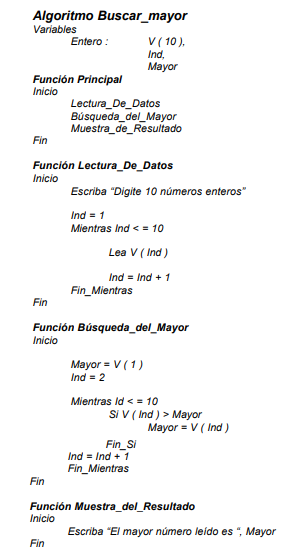 Algoritmo Buscar_mayor
Variables
Entero : V ( 10 ),
Ind,
Mayor
Función Principal
Inicio
Lectura_De_Datos
Búsqueda_del_Mayor
Muestra_de_Resultado
Fin
Función Lectura_De_Datos
Inicio
Escriba “Digite 10 números enteros”
Ind = 1
Mientras Ind < = 10
Lea V ( Ind )
Ind = Ind + 1
Fin_Mientras
Fin
Función Búsqueda_del_Mayor
Inicio
Mayor = V ( 1 )
Ind = 2
Mientras Id < = 10
Si V ( Ind ) > Mayor
Mayor = V ( Ind )
Fin_Si
Ind = Ind + 1
Fin_Mientras
Fin
Función Muestra_del_Resultado
Inicio
Escriba “El mayor número leído es “, Mayor
Fin